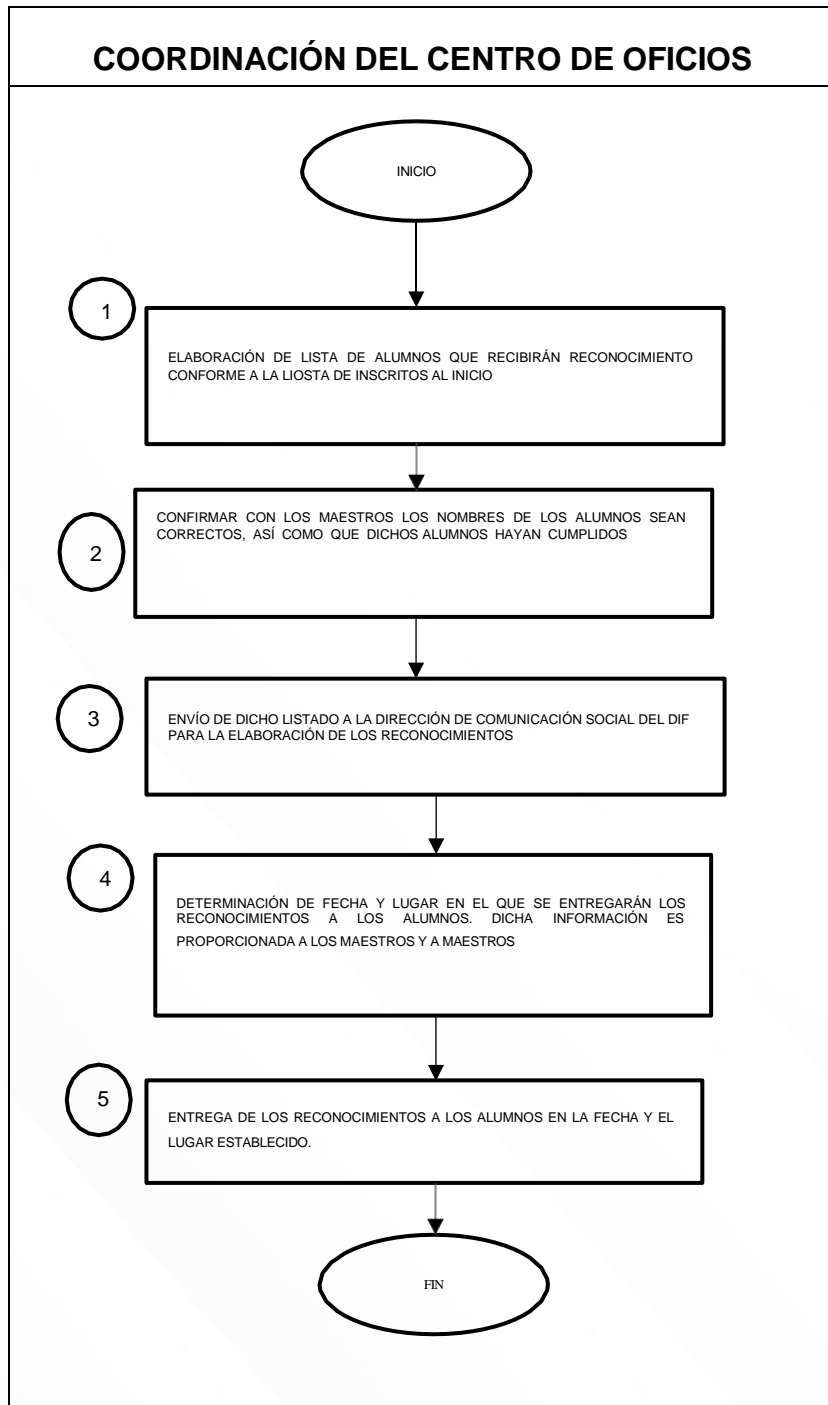 COORDINACIÓN DEL CENTRO DE OFICIOS
INICIO
1
ELABORACIÓN DE LISTA DE ALUMNOS QUE RECIBIRÁN RECONOCIMIENTO
CONFORME A LA LIOSTA DE INSCRITOS AL INICIO
2
CONFIRMAR CON LOS MAESTROS LOS NOMBRES DE LOS ALUMNOS SEAN
CORRECTOS, ASÍ COMO QUE DICHOS ALUMNOS HAYAN CUMPLIDOS
3
ENVÍO DE DICHO LISTADO A LA DIRECCIÓN DE COMUNICACIÓN SOCIAL DEL DIF
PARA LA ELABORACIÓN DE LOS RECONOCIMIENTOS
4
DETERMINACIÓN DE FECHA Y LUGAR EN EL QUE SE ENTREGARÁN LOS
RECONOCIMIENTOS A LOS ALUMNOS. DICHA INFORMACIÓN ES
PROPORCIONADA A LOS MAESTROS Y A MAESTROS
5
ENTREGA DE LOS RECONOCIMIENTOS A LOS ALUMNOS EN LA FECHA Y EL
LUGAR ESTABLECIDO.
FIN